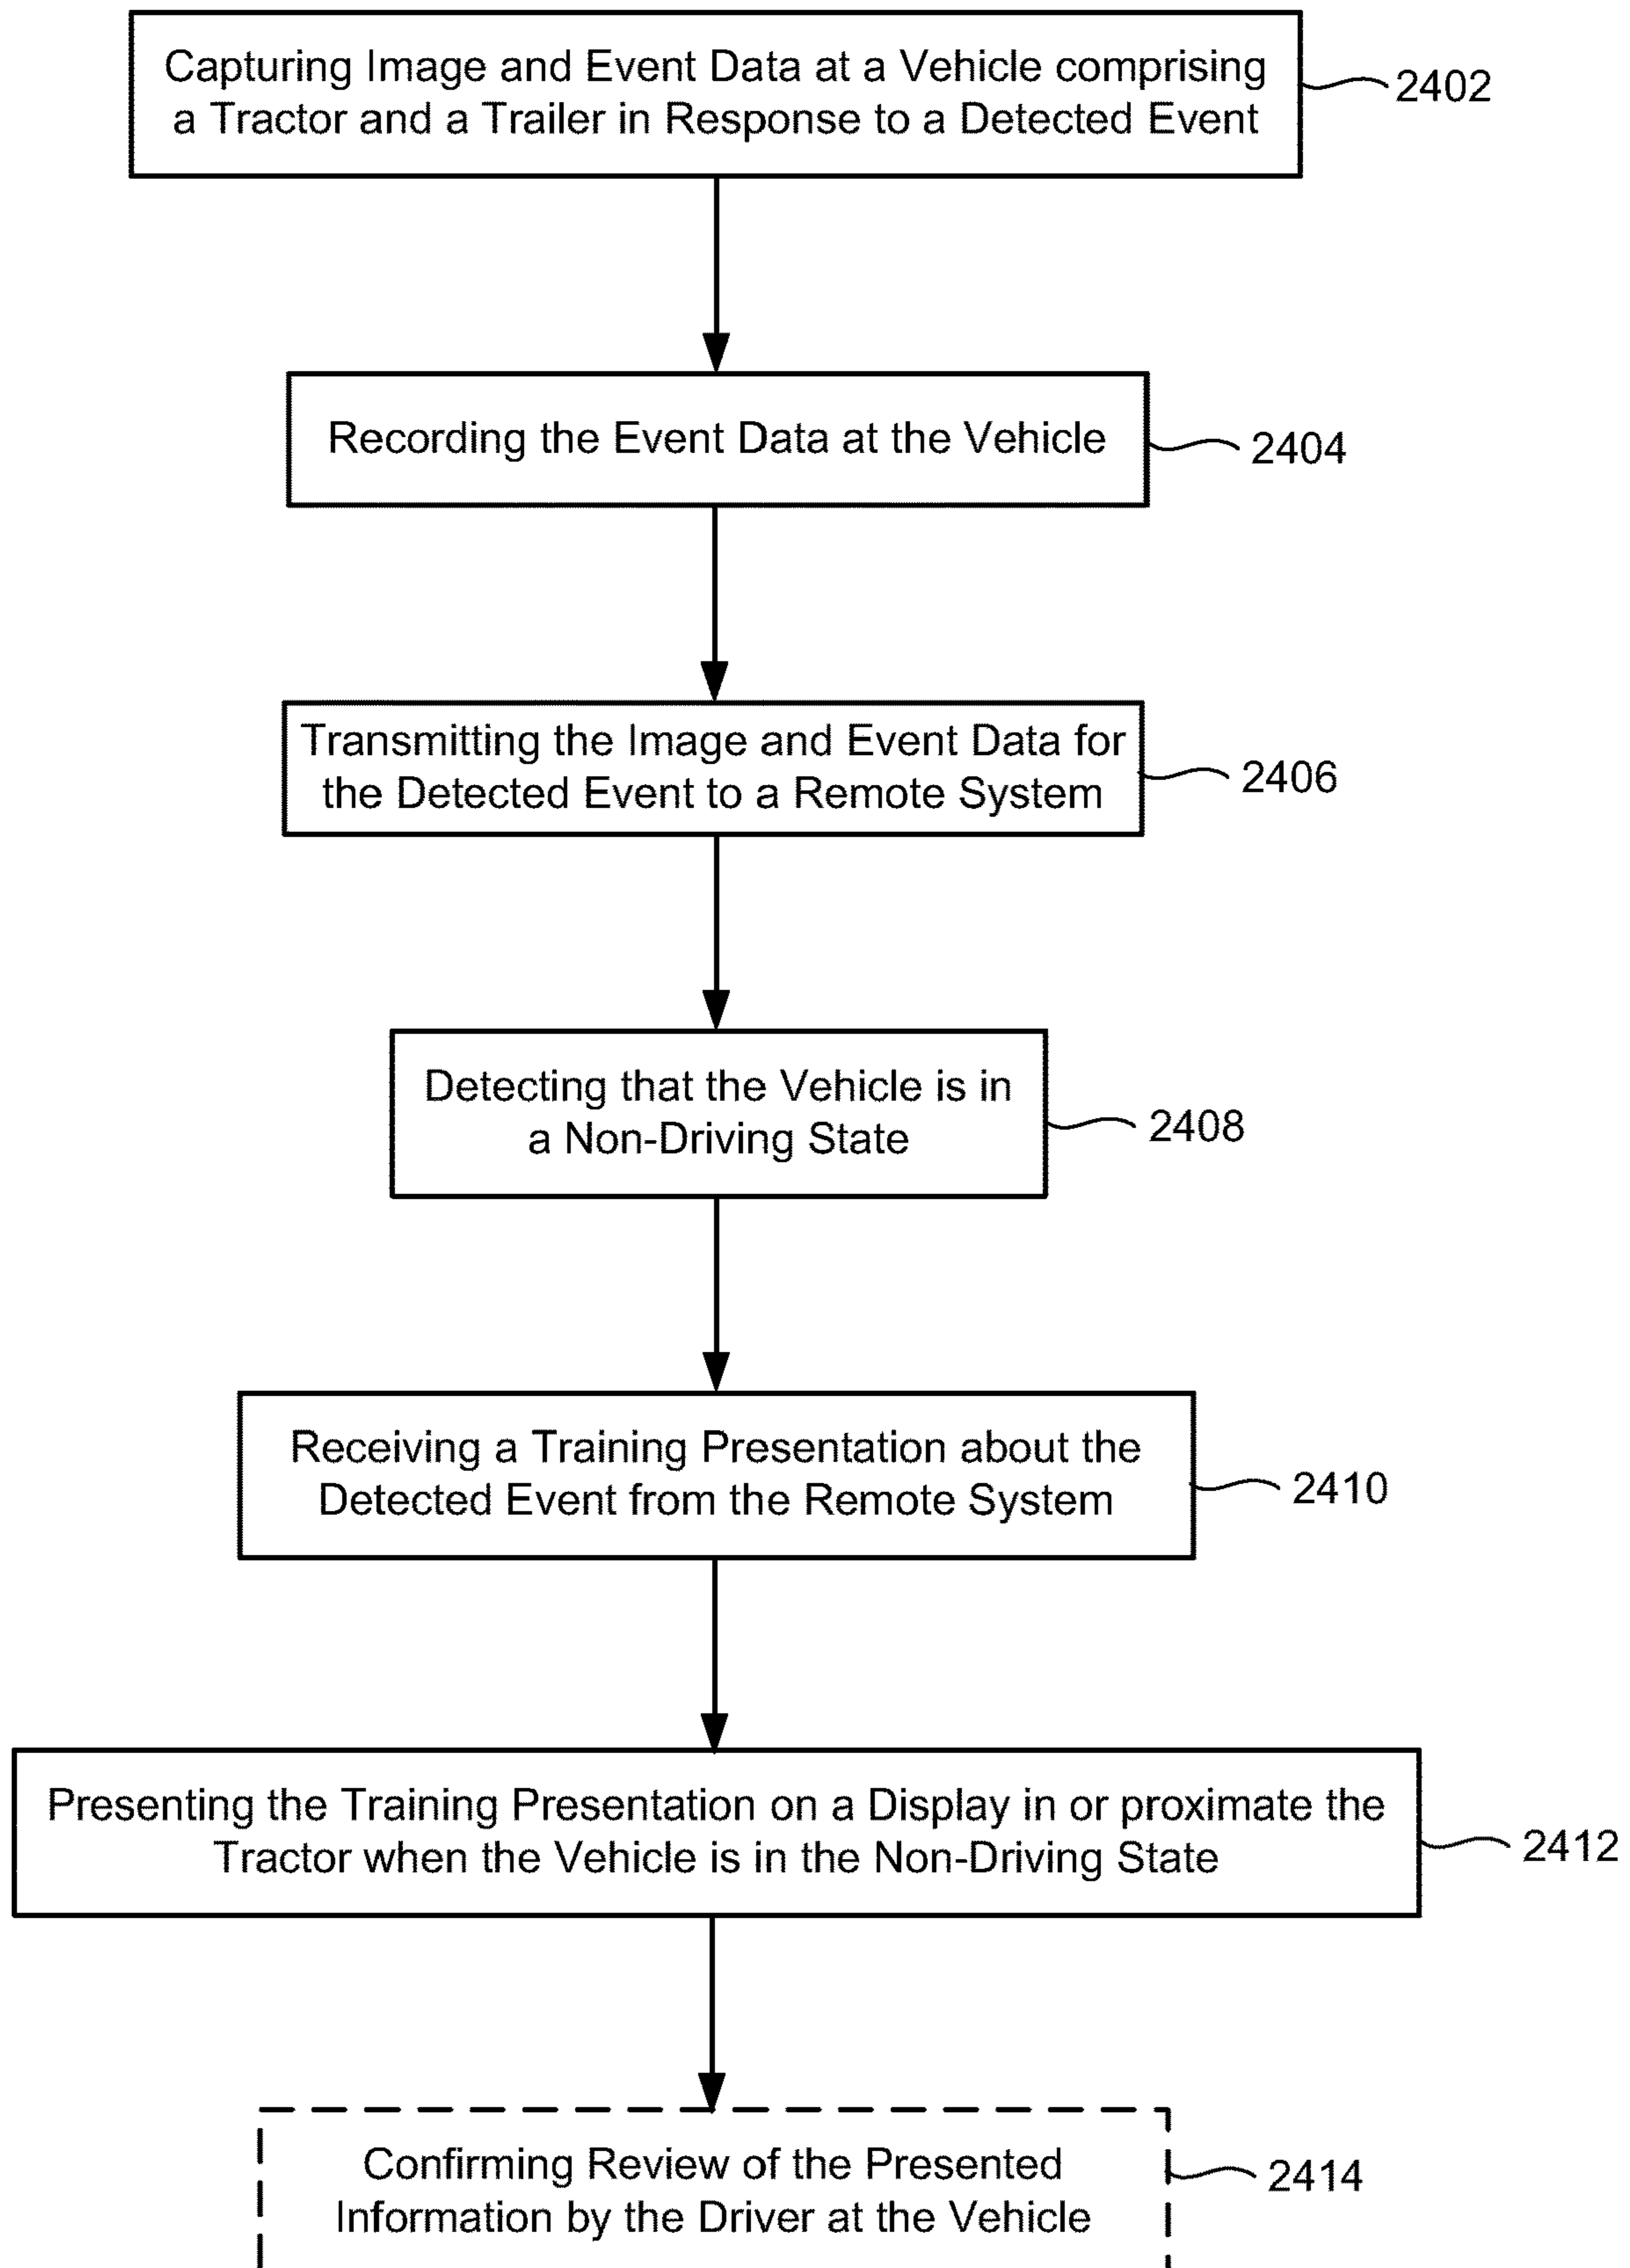 Capturing Image and Event Data at a Vehicle comprising
a Tractor and a Trailer in Response to a Detected Event
2402
Recording the Event Data at the Vehicle
2404
Transmitting the Image and Event Data for
the Detected Event to a Remote System
2406
Detecting that the Vehicle is in
a Non-Driving State
2408
Receiving a Training Presentation about the
Detected Event from the Remote System
2410
Presenting the Training Presentation on a Display in or proximate the
Tractor when the Vehicle is in the Non-Driving State
2412
Confirming Review of the Presented
Information by the Driver at the Vehicle
2414